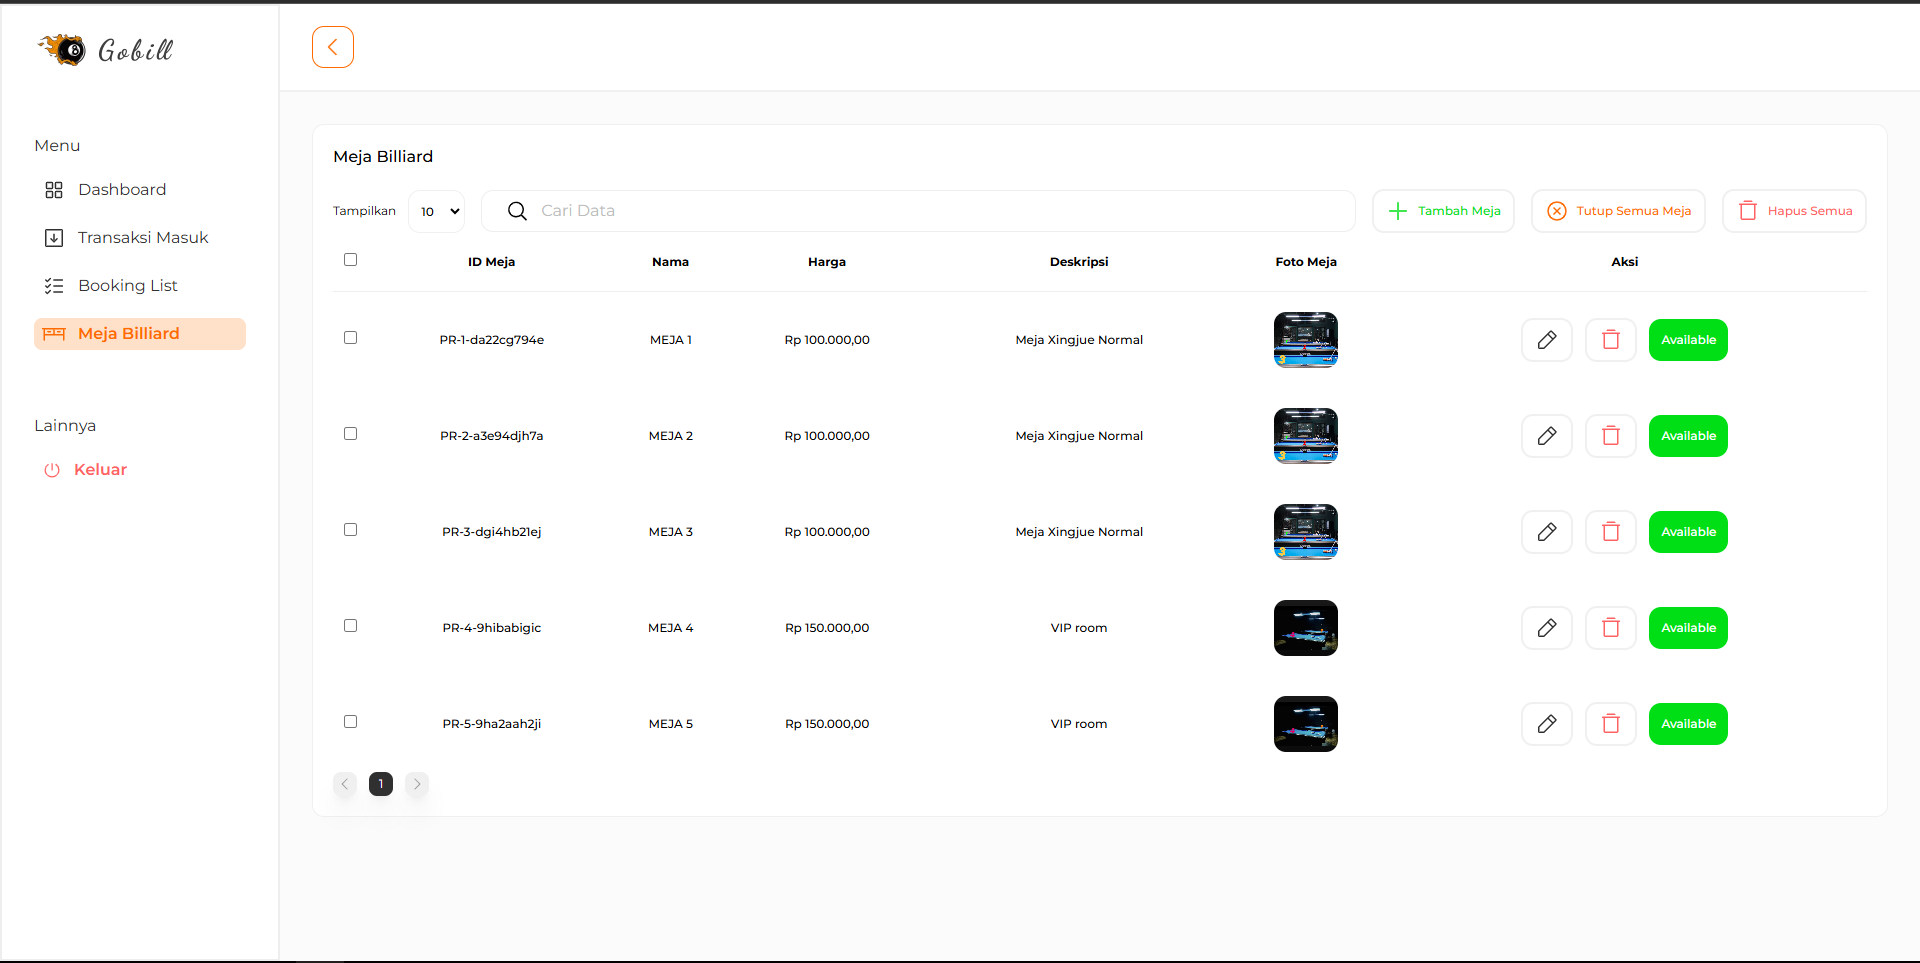 Gobill
Menu
Dashboard
Transaksi Masuk
Booking List
Meja Billiard
Lainnya
Keluar
Meja Billiard
Tampilkan 10 Cari Data Tambah Meja Tutup Semua Meja Hapus Semua
ID Meja Nama Harga Deskripsi Foto Meja Aksi
PR-1-da22cg794e MEJA 1 Rp 100.000,00 Meja Xingjue Normal 3 Available
PR-2-a3e94djh7a MEJA 2 Rp 100.000,00 Meja Xingjue Normal 3 Available
PR-3-dgi4hb21ej MEJA 3 Rp 100.000,00 Meja Xingjue Normal 3 Available
PR-4-9hibabigic MEJA 4 Rp 150.000,00 VIP room Available
PR-5-9ha2aah2ji MEJA 5 Rp 150.000,00 VIP room Available
1